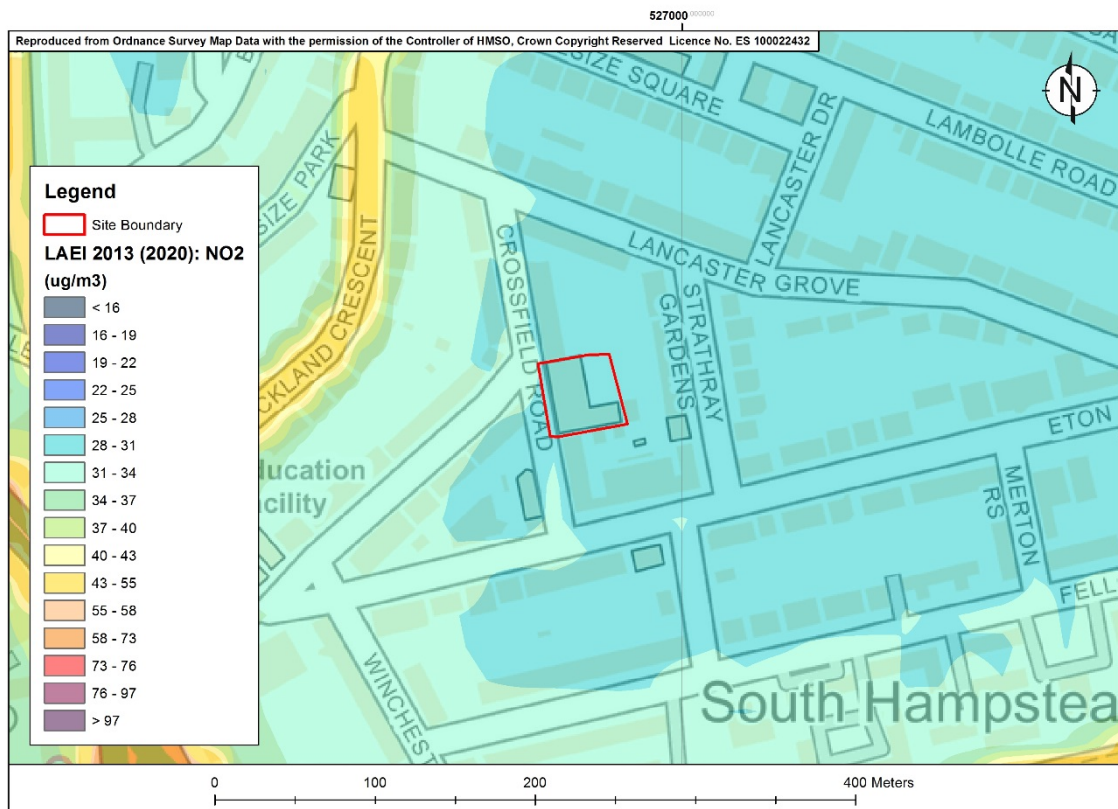 527000 000000
Reproduced from Ordnance Survey Map Data with the permission of the Controller of HMSO, Crown Copyright Reserved Licence No. ES 100022432
N
ESIZE SQUARE
LANCASTER DR
LAMBOLLE ROAD
SIZE PARK
CKLAND CRESCENT
CROSSFIELD ROAD
LANCASTER GROVE
STRATHRAY
GARDENS
ETON
MERTON
RS
FELL
ducation
cility
WINCHEST
South Hampstea
Legend
Site Boundary
LAEI 2013 (2020): NO2
(ug/m3)
< 16
16 - 19
19 - 22
22 - 25
25 - 28
28 - 31
31 - 34
34 - 37
37 - 40
40 - 43
43 - 55
55 - 58
58 - 73
73 - 76
76 - 97
> 97
0 100 200 400 Meters